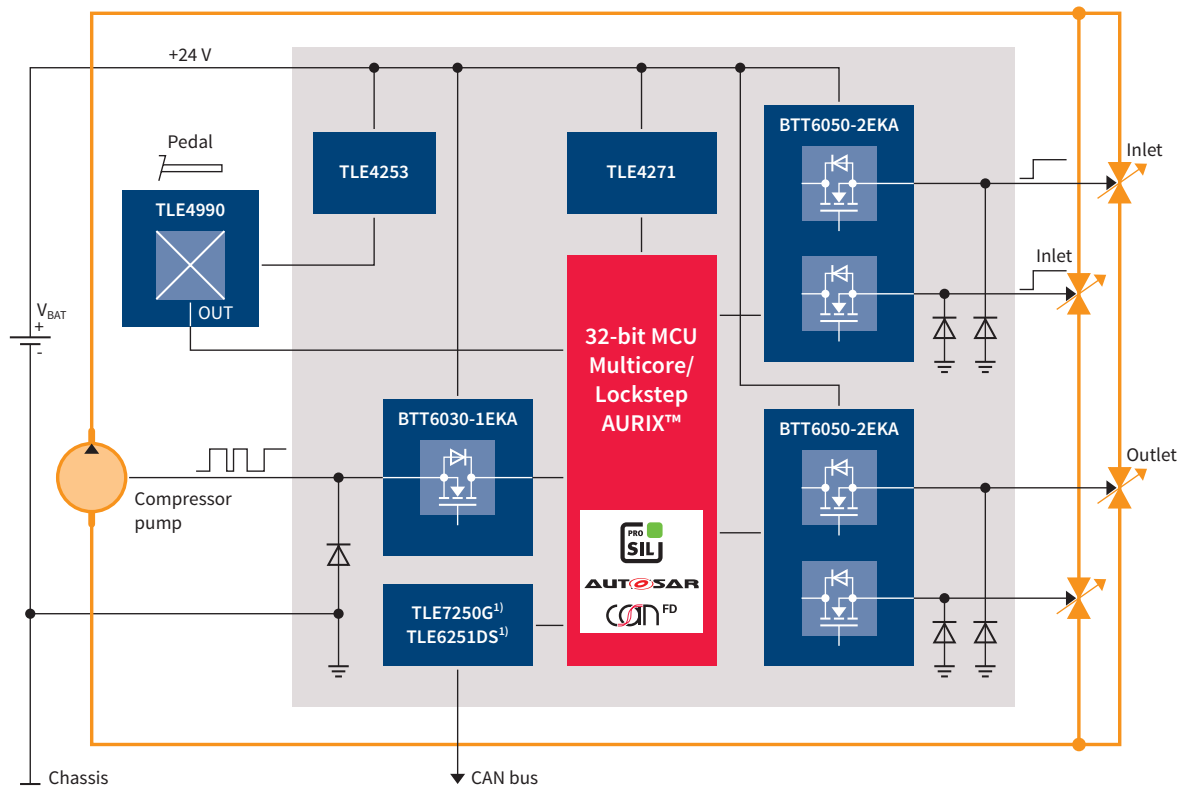 +24 V
Pedal
TLE4990
OUT
V_BAT
+
-
TLE4253
TLE4271
BTT6050-2EKA
Inlet
Inlet
32-bit MCU
Multicore/
Lockstep
AURIX™
BTT6030-1EKA
BTT6050-2EKA
Outlet
Compressor
pump
PRO
SIL
AUTOSAR
CAN FD
TLE7250G1)
TLE6251DS1)
Chassis
CAN bus